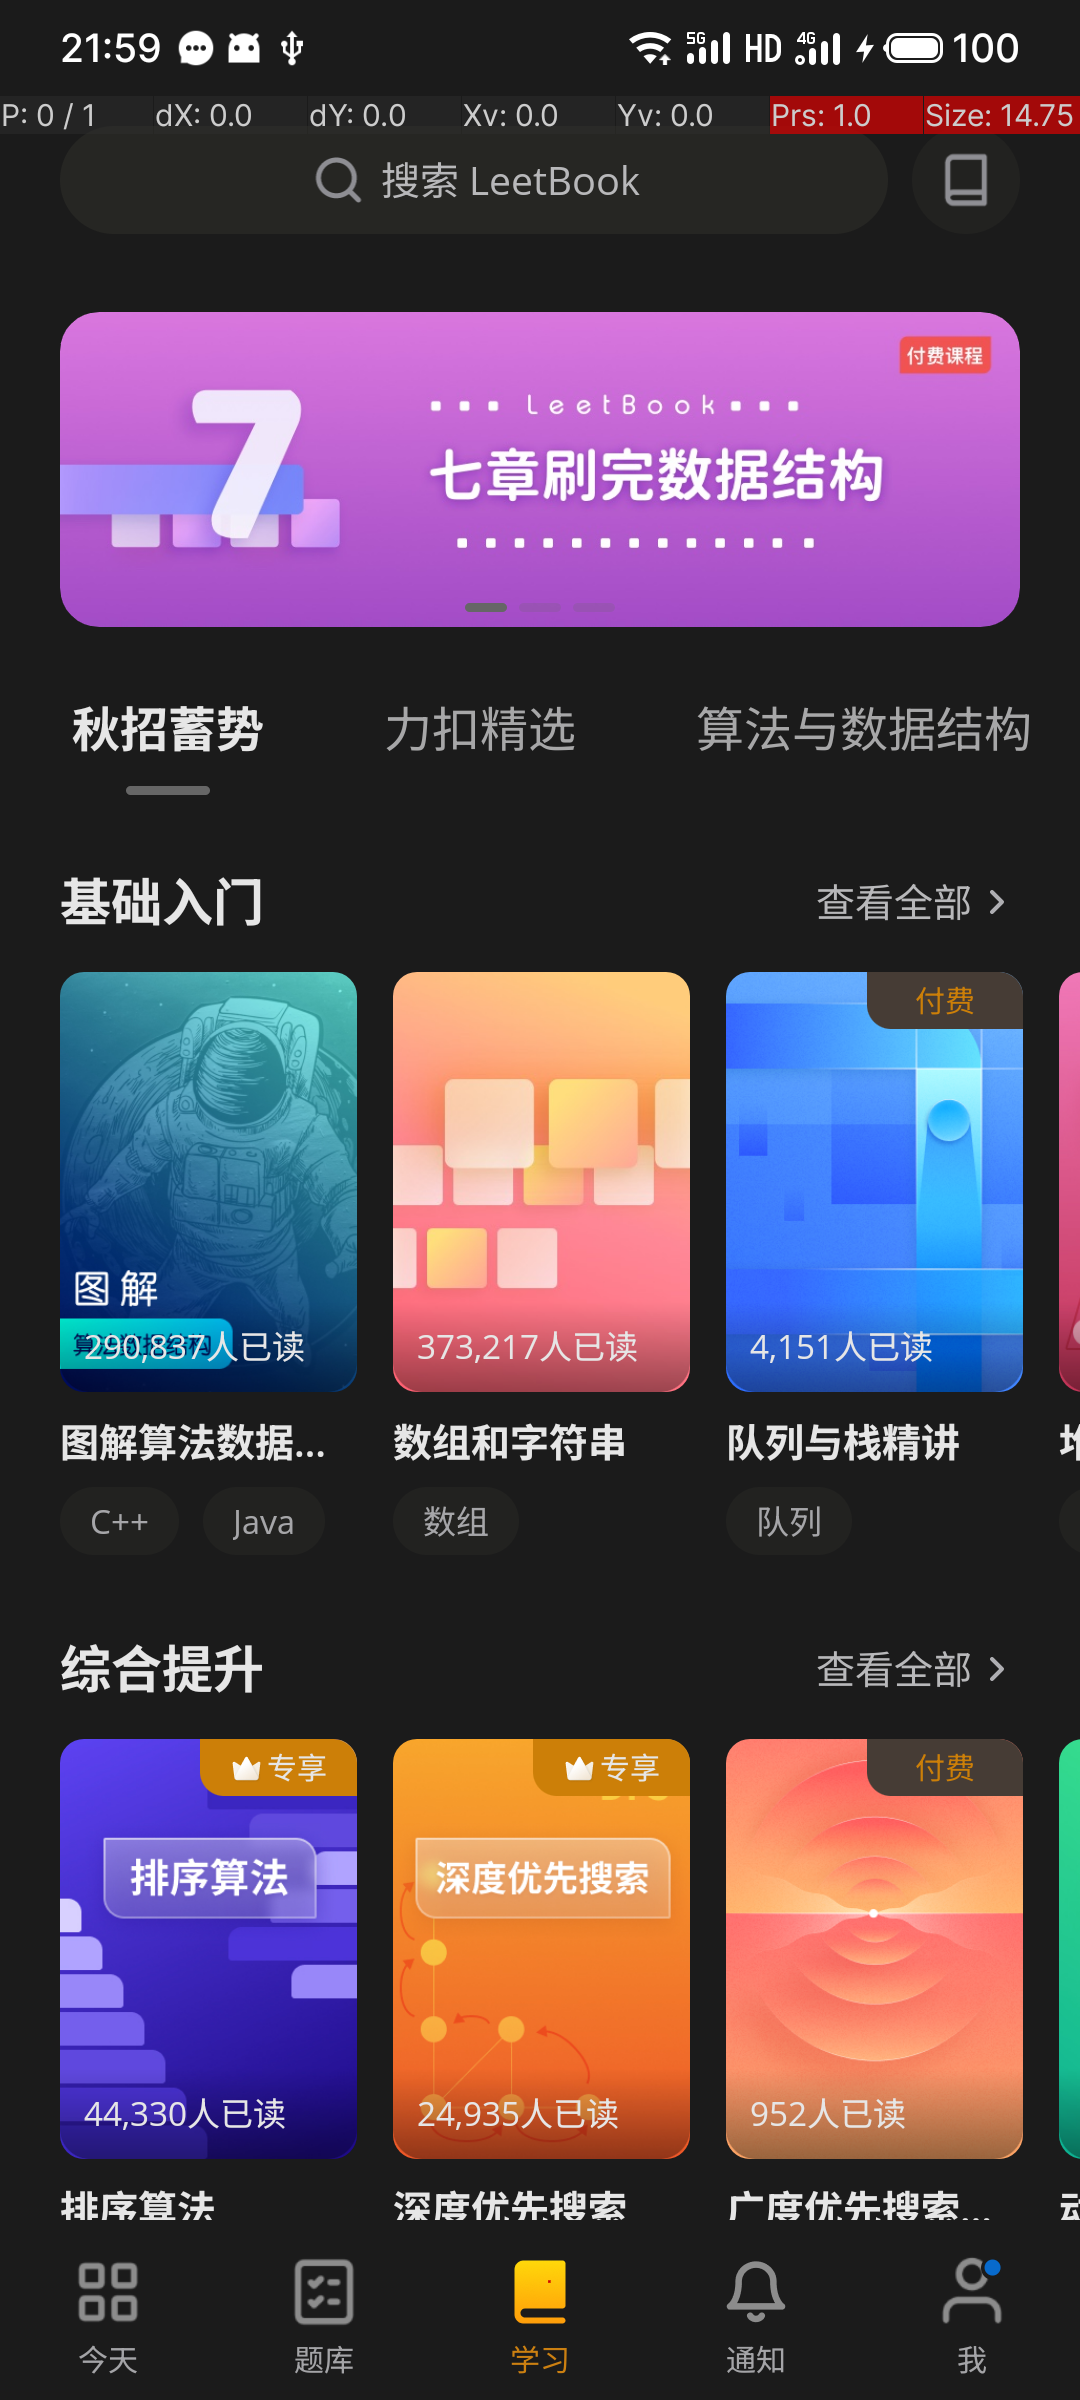 21:59 5G HD 4G 100
P: 0 / 1 dX: 0.0 dY: 0.0 Xv: 0.0 Yv: 0.0 Prs: 1.0 Size: 14.75
搜索 LeetBook
付费课程
LeetBook
7 七章刷完数据结构
秋招蓄势 力扣精选 算法与数据结构
基础入门 查看全部
付费
图解
算法数据结构
290,837人已读 373,217人已读 4,151人已读
图解算法数据... 数组和字符串 队列与栈精讲
C++ Java 数组 队列
综合提升 查看全部
专享 专享 付费
排序算法 深度优先搜索
44,330人已读 24,935人已读 952人已读
排序算法 深度优先搜索 广度优先搜索...
今天 题库 学习 通知 我